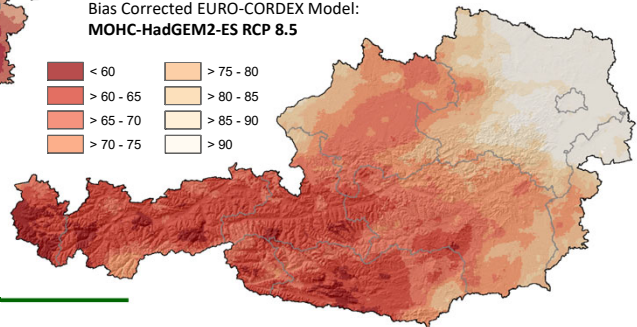 Bias Corrected EURO-CORDEX Model:
MOHC-HadGEM2-ES RCP 8.5
< 60
> 60 - 65
> 65 - 70
> 70 - 75
> 75 - 80
> 80 - 85
> 85 - 90
> 90